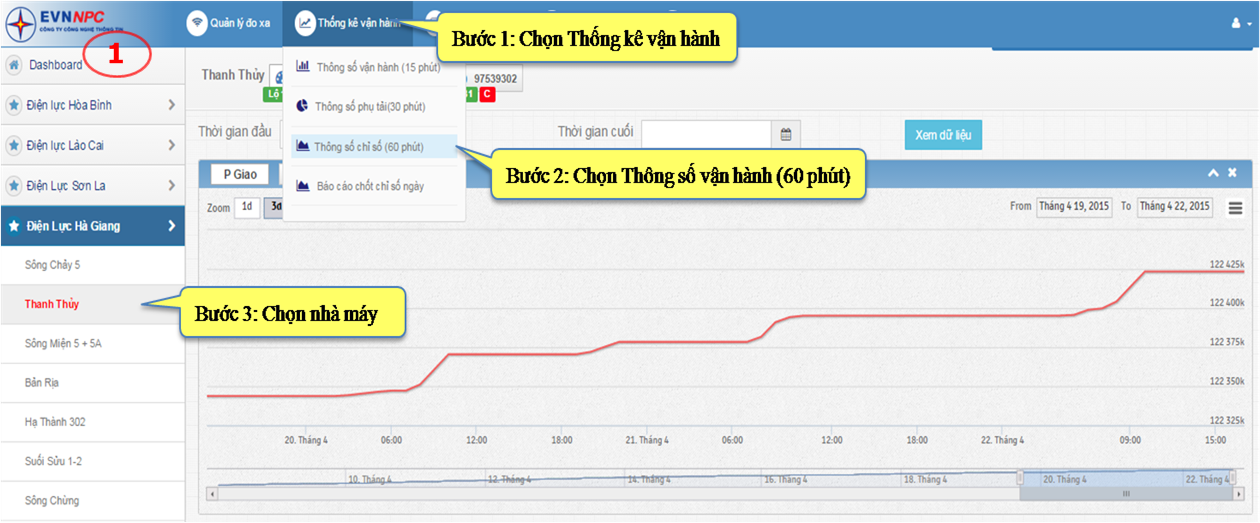 EVNNPC
CÔNG TY CÔNG NGHỆ THÔNG TIN
Quản lý đo xa
Thống kê vận hành
Bước 1: Chọn Thống kê vận hành
1
Dashboard
Điện lực Hòa Bình
Điện lực Lào Cai
Điện Lực Sơn La
Điện Lực Hà Giang
Sông Chảy 5
Thanh Thủy
Sông Miện 5 + 5A
Bản Rịa
Hạ Thành 302
Suối Sửu 1-2
Sông Chừng
Thanh Thủy
97539302
C
Thông số vận hành (15 phút)
Thông số phụ tải(30 phút)
Thông số chỉ số (60 phút)
Báo cáo chốt chỉ số ngày
Thời gian đầu
Thời gian cuối
Xem dữ liệu
Bước 2: Chọn Thông số vận hành (60 phút)
Bước 3: Chọn nhà máy
P Giao
Zoom 1d 3d
From Tháng 4 19, 2015 To Tháng 4 22, 2015
122 425k
122 400k
122 375k
122 350k
122 325k
20. Tháng 4 06:00 12:00 18:00 21. Tháng 4 06:00 12:00 18:00 22. Tháng 4 09:00 15:00
10. Tháng 4 12. Tháng 4 14. Tháng 4 16. Tháng 4 18. Tháng 4 20. Tháng 4 22. Tháng 4